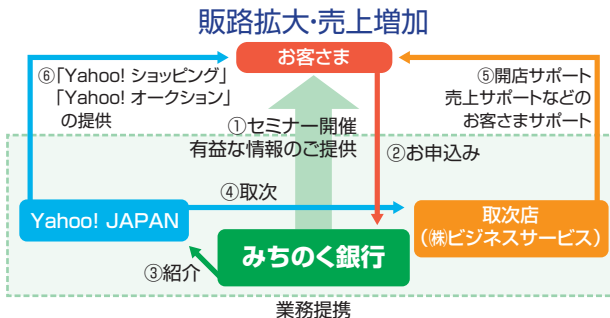 販路拡大・売上増加
お客さま
⑥「Yahoo! ショッピング」
「Yahoo! オークション」
の提供
①セミナー開催
有益な情報のご提供
⑤開店サポート
売上サポートなどの
お客さまサポート
②お申込み
④取次
Yahoo! JAPAN
取次店
（㈱ビジネスサービス）
みちのく銀行
③紹介
業務提携